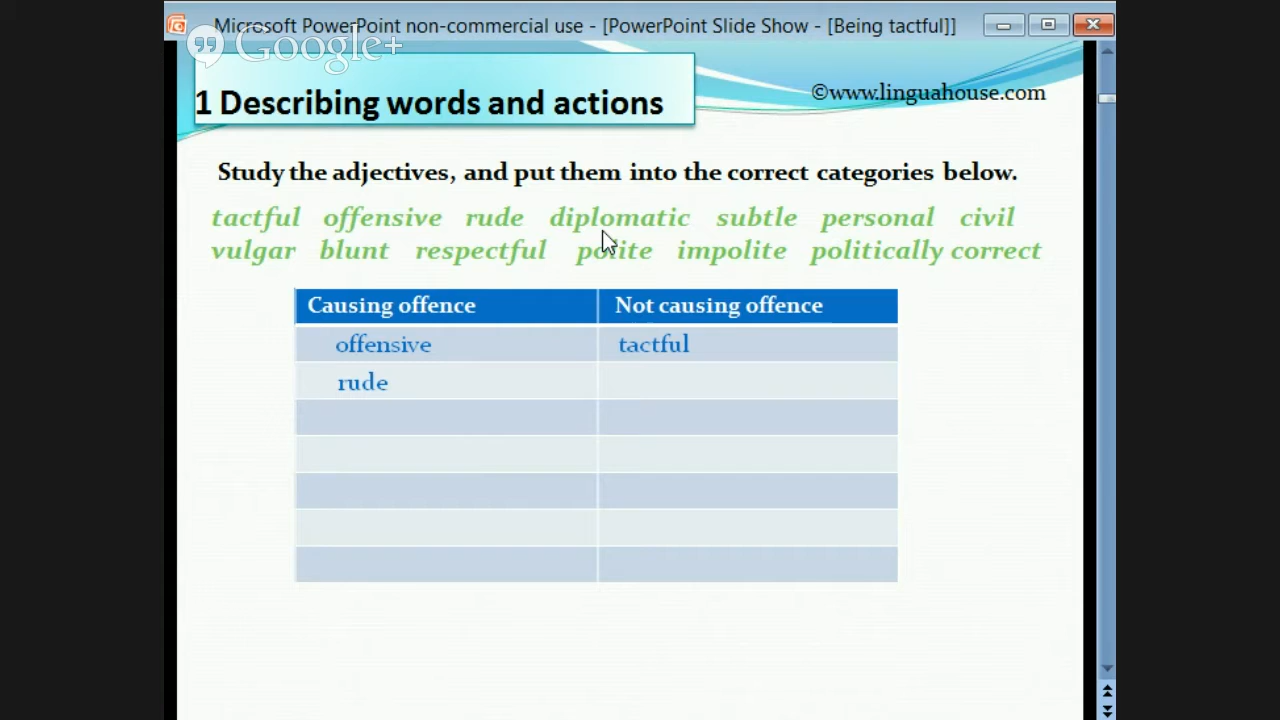 Microsoft PowerPoint non-commercial use - [PowerPoint Slide Show - [Being tactful]]
Google+
1 Describing words and actions
©www.linguahouse.com
Study the adjectives, and put them into the correct categories below.
tactful offensive rude diplomatic subtle personal civil
vulgar blunt respectful polite impolite politically correct
Causing offence Not causing offence
offensive tactful
rude